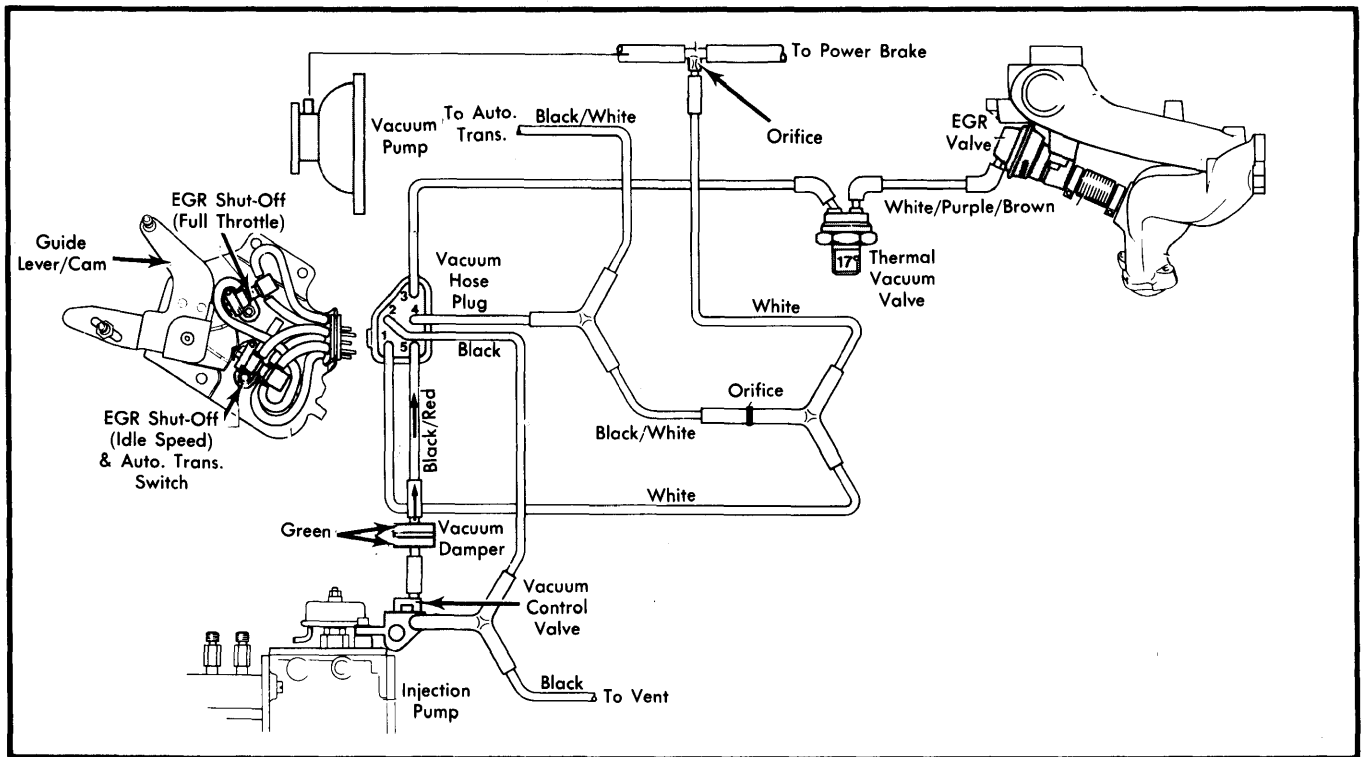 To Power Brake
Orifice
Vacuum
Pump
To Auto.
Trans.
Black/White
EGR
Valve
White/Purple/Brown
17°
Thermal
Vacuum
Valve
EGR Shut-Off
(Full Throttle)
Guide
Lever/Cam
Vacuum
Hose
Plug
3
2 4
1 5
Black
White
EGR Shut-Off
(Idle Speed)
& Auto. Trans.
Switch
Black/Red
Orifice
Black/White
White
Green
Vacuum
Damper
Vacuum
Control
Valve
Injection
Pump
Black
To Vent